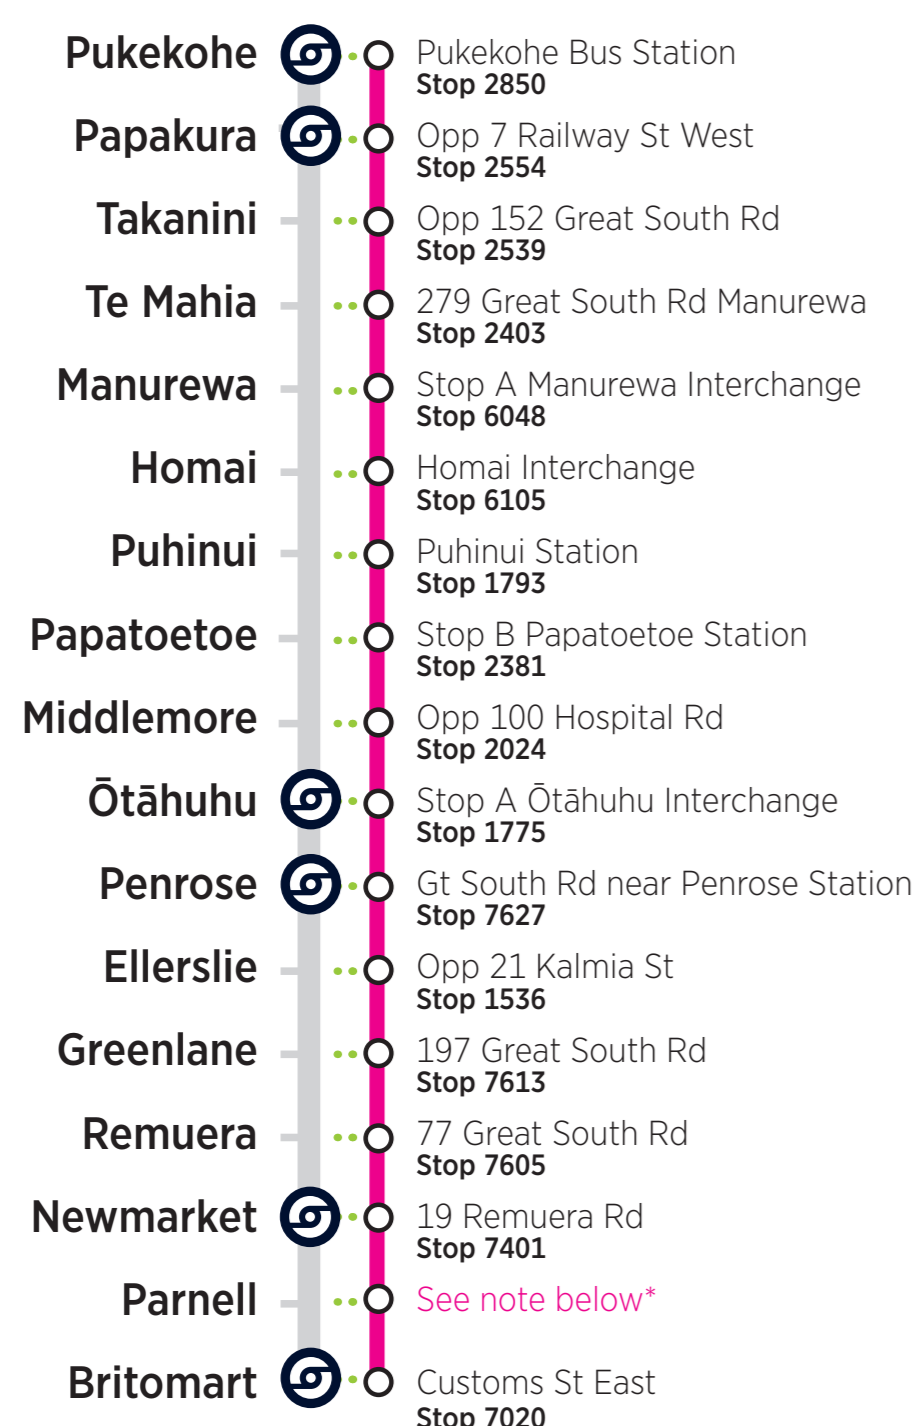 Pukekohe
Pukekohe Bus Station
Stop 2850
Papakura
Opp 7 Railway St West
Stop 2554
Takanini
Opp 152 Great South Rd
Stop 2539
Te Mahia
279 Great South Rd Manurewa
Stop 2403
Manurewa
Stop A Manurewa Interchange
Stop 6048
Homai
Homai Interchange
Stop 6105
Puhinui
Puhinui Station
Stop 1793
Papatoetoe
Stop B Papatoetoe Station
Stop 2381
Middlemore
Opp 100 Hospital Rd
Stop 2024
Ōtāhuhu
Stop A Ōtāhuhu Interchange
Stop 1775
Penrose
Gt South Rd near Penrose Station
Stop 7627
Ellerslie
Opp 21 Kalmia St
Stop 1536
Greenlane
197 Great South Rd
Stop 7613
Remuera
77 Great South Rd
Stop 7605
Newmarket
19 Remuera Rd
Stop 7401
Parnell
See note below*
Britomart
Customs St East
Stop 7020